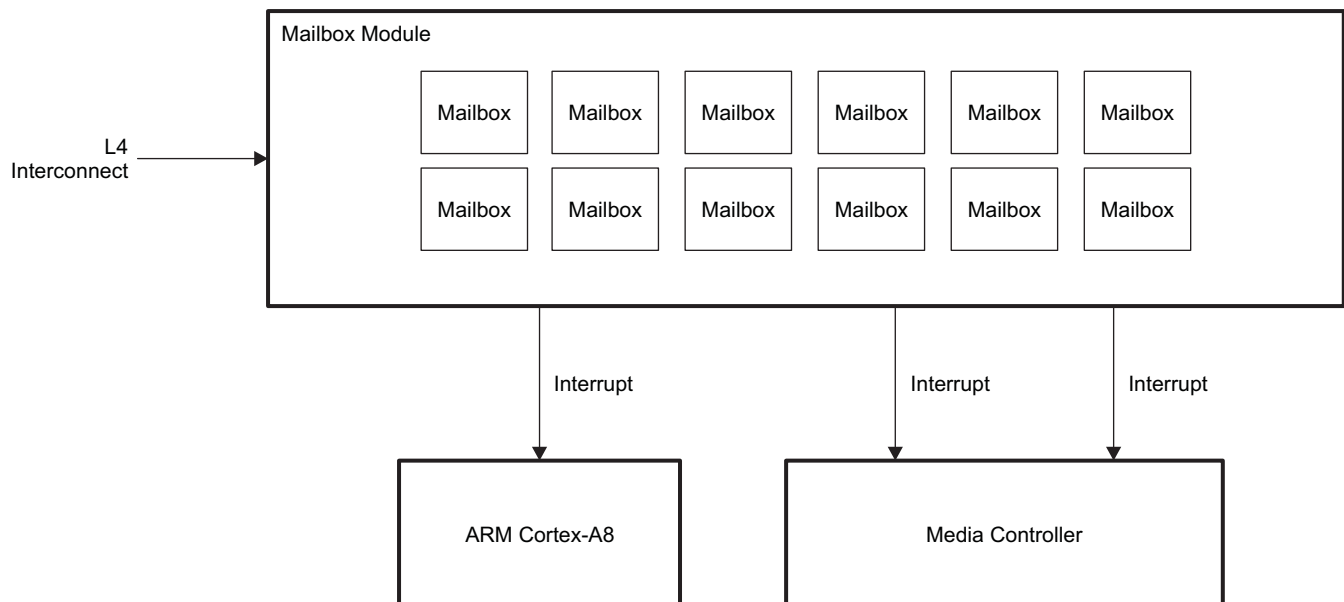 Mailbox Module
Mailbox Mailbox Mailbox Mailbox Mailbox Mailbox
L4
Interconnect
Mailbox Mailbox Mailbox Mailbox Mailbox Mailbox
Interrupt Interrupt Interrupt
ARM Cortex-A8 Media Controller